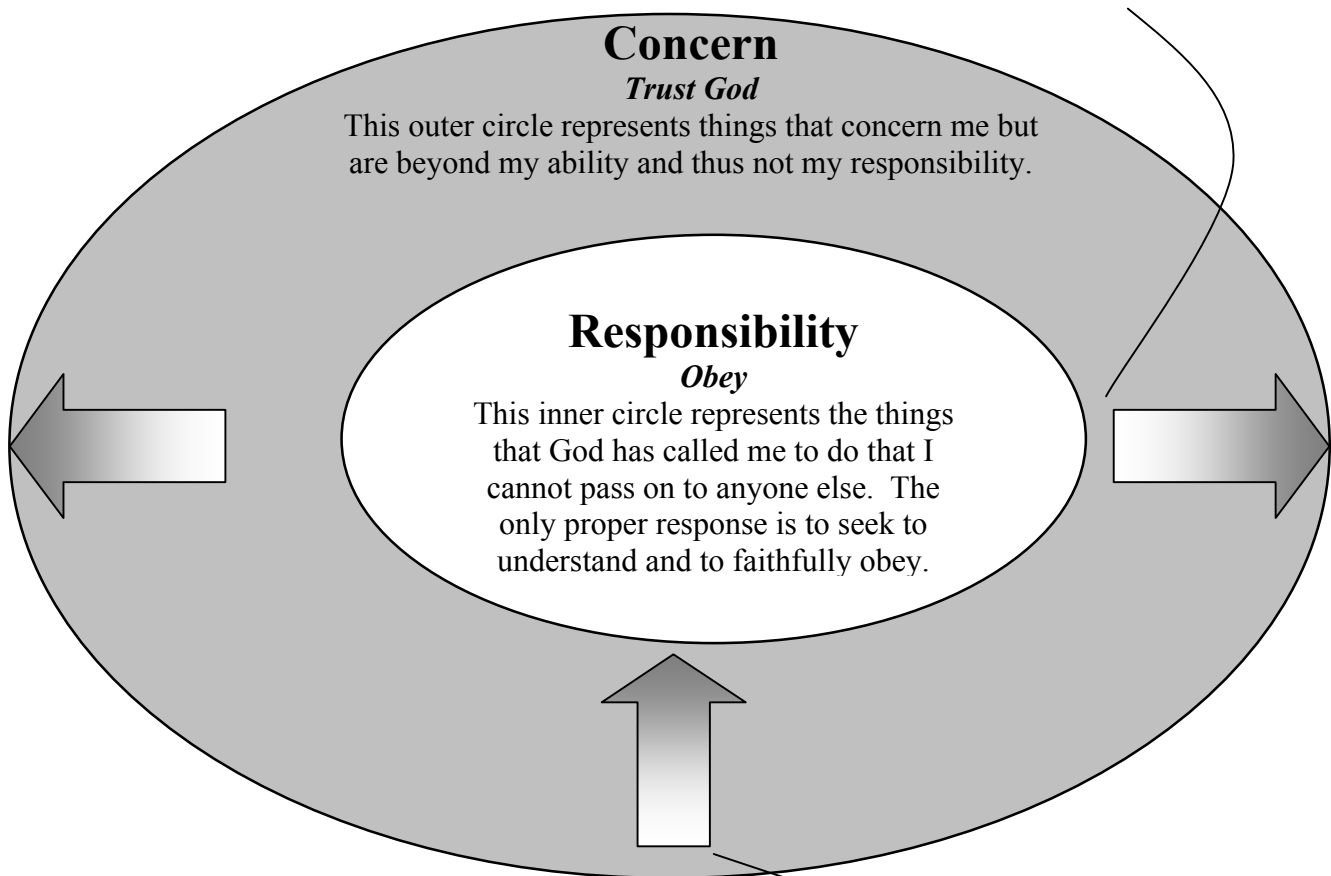 Concern
Trust God
This outer circle represents things that concern me but
are beyond my ability and thus not my responsibility.
Responsibility
Obey
This inner circle represents the things
that God has called me to do that I
cannot pass on to anyone else.  The
only proper response is to seek to
understand and to faithfully obey.